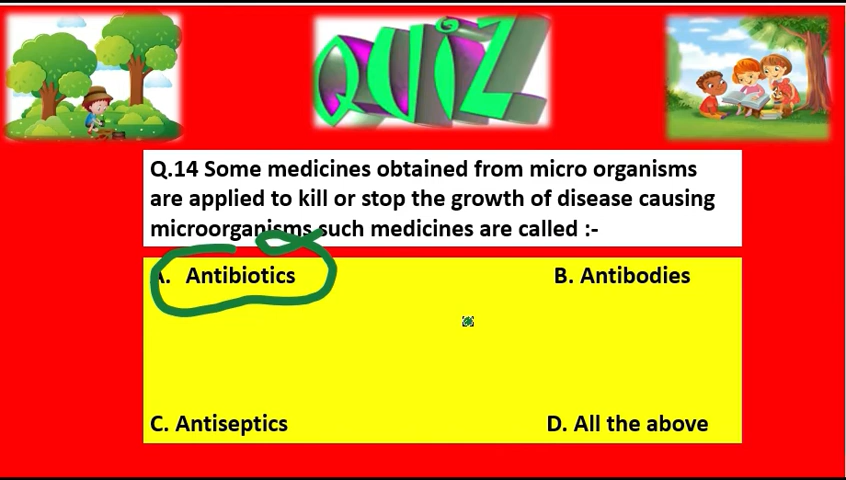 QUIZ
Q.14 Some medicines obtained from micro organisms
are applied to kill or stop the growth of disease causing
microorganisms such medicines are called :-
A. Antibiotics
B. Antibodies
C. Antiseptics
D. All the above